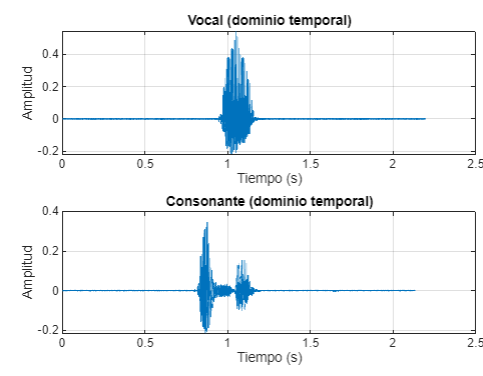 Vocal (dominio temporal)
Amplitud
0.4
0.2
0
-0.2
0 0.5 1 1.5 2 2.5
Tiempo (s)
Consonante (dominio temporal)
Amplitud
0.4
0.2
0
-0.2
0 0.5 1 1.5 2 2.5
Tiempo (s)